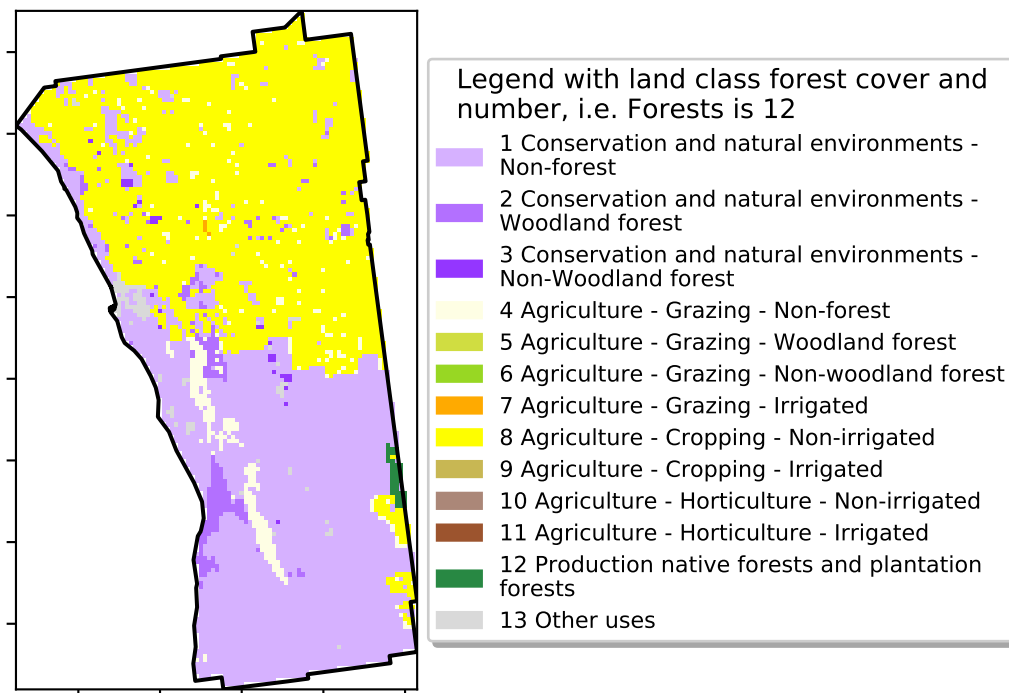 Legend with land class forest cover and
number, i.e. Forests is 12
1 Conservation and natural environments -
Non-forest
2 Conservation and natural environments -
Woodland forest
3 Conservation and natural environments -
Non-Woodland forest
4 Agriculture - Grazing - Non-forest
5 Agriculture - Grazing - Woodland forest
6 Agriculture - Grazing - Non-woodland forest
7 Agriculture - Grazing - Irrigated
8 Agriculture - Cropping - Non-irrigated
9 Agriculture - Cropping - Irrigated
10 Agriculture - Horticulture - Non-irrigated
11 Agriculture - Horticulture - Irrigated
12 Production native forests and plantation
forests
13 Other uses